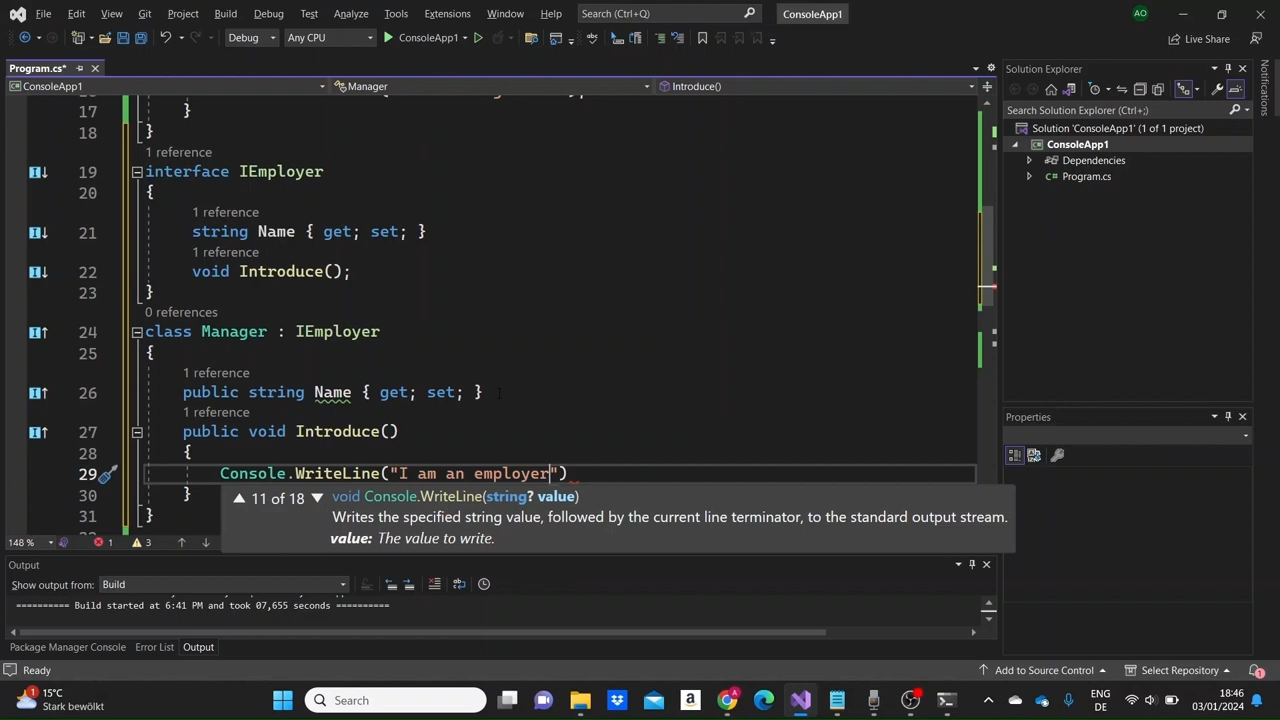 File Edit View Git Project Build Debug Test Analyze Tools Extensions Window Help Search (Ctrl+Q) ConsoleApp1 AO
Debug Any CPU ConsoleApp1 Live Share
Program.cs*
ConsoleApp1 Manager Introduce()
17 }
18 }
1 reference
19 interface IEmployer
20 {
1 reference
21 string Name { get; set; }
1 reference
22 void Introduce();
23 }
0 references
24 class Manager : IEmployer
25 {
1 reference
26 public string Name { get; set; }
1 reference
27 public void Introduce()
28 {
29 Console.WriteLine("I am an employer")
30 }
31 }
11 of 18 void Console.WriteLine(string? value)
Writes the specified string value, followed by the current line terminator, to the standard output stream.
value: The value to write.
148 % 1 3
Output
Show output from: Build
========== Build started at 6:41 PM and took 07,655 seconds ==========
Package Manager Console Error List Output
Solution Explorer
Search Solution Explorer (Ctrl+;)
Solution 'ConsoleApp1' (1 of 1 project)
ConsoleApp1
Dependencies
C# Program.cs
Properties
Notifications
Ready Add to Source Control Select Repository 1
1 15°C
Stark bewölkt
Search
ENG
DE
18:46
03/01/2024